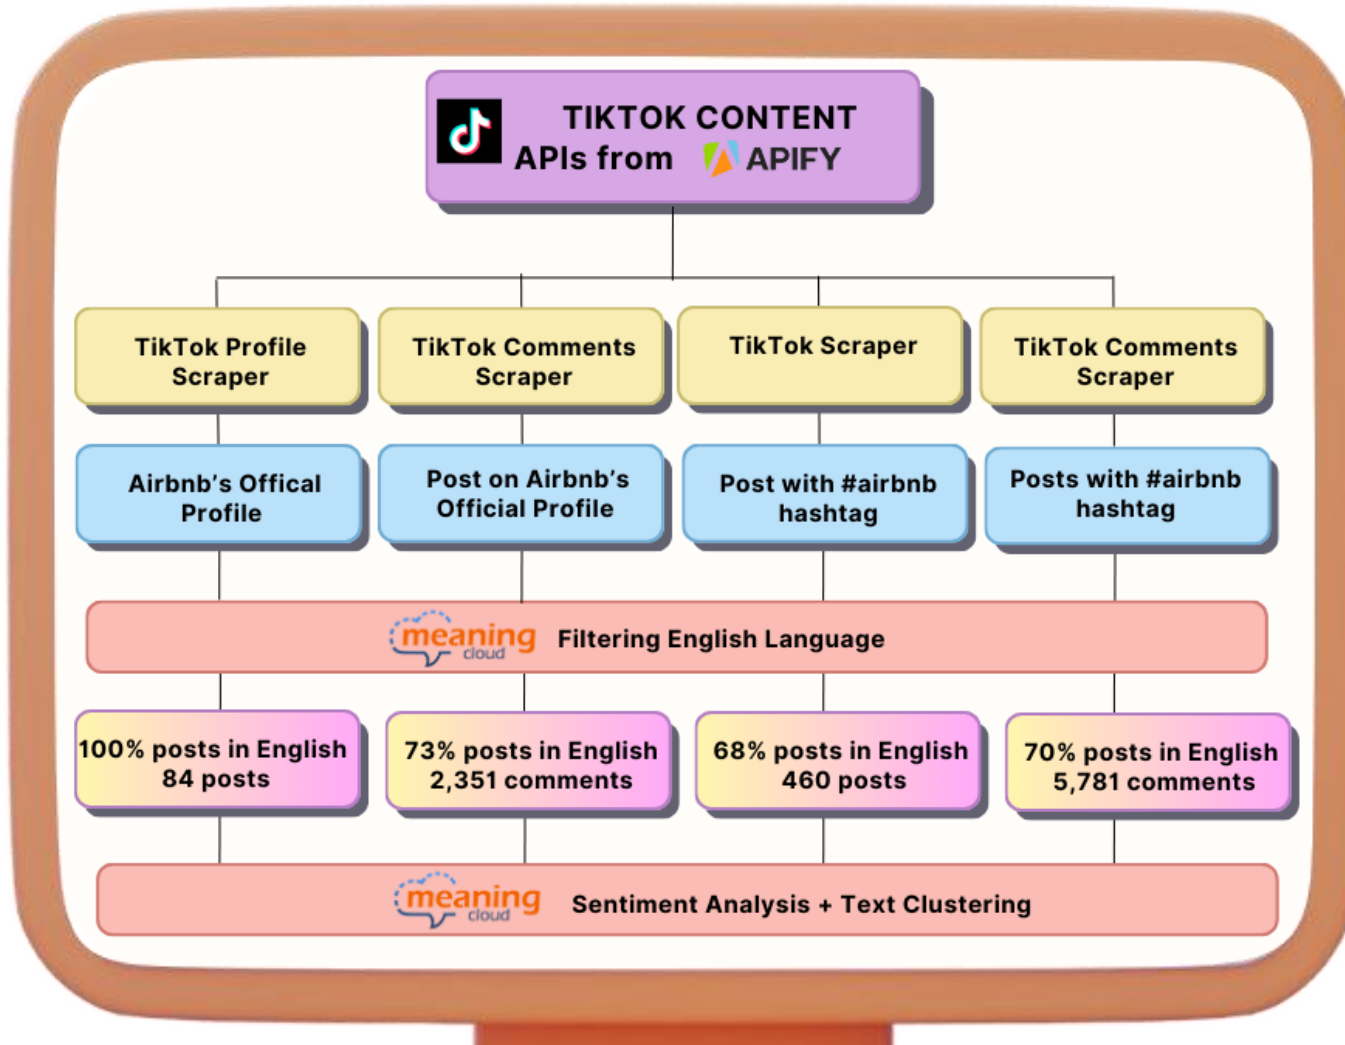 TIKTOK CONTENT
APIs from APIFY
TikTok Profile
Scraper
TikTok Comments
Scraper
TikTok Scraper
TikTok Comments
Scraper
Airbnb’s Offical
Profile
Post on Airbnb’s
Official Profile
Post with #airbnb
hashtag
Posts with #airbnb
hashtag
meaning
cloud
Filtering English Language
100% posts in English
84 posts
73% posts in English
2,351 comments
68% posts in English
460 posts
70% posts in English
5,781 comments
meaning
cloud
Sentiment Analysis + Text Clustering